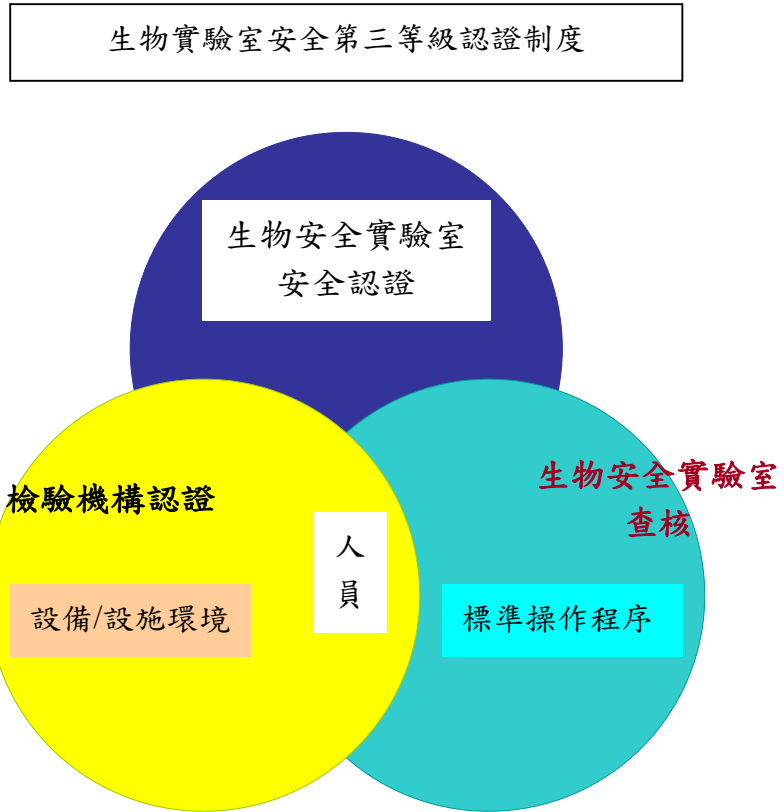 生物實驗室安全第三等級認證制度
生物安全實驗室
安全認證
檢驗機構認證
生物安全實驗室
查核
人
員
設備/設施環境
標準操作程序